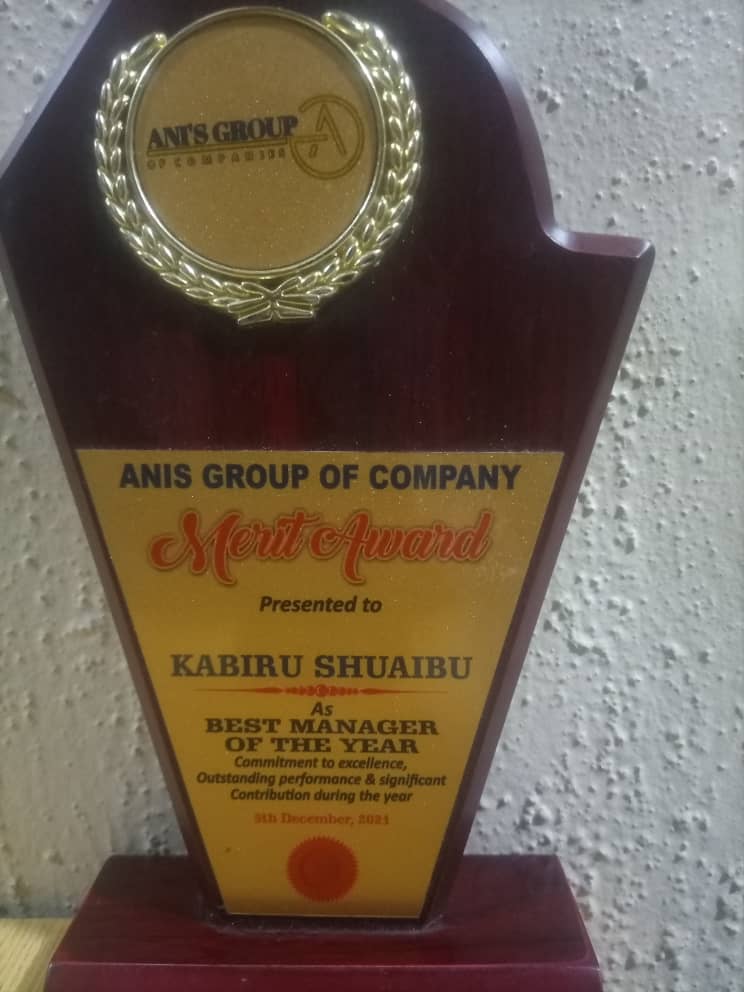 ANI'S GROUP
OF COMPANIES
ANIS GROUP OF COMPANY
Merit Award
Presented to
KABIRU SHUAIBU
As
BEST MANAGER
OF THE YEAR
Commitment to excellence,
Outstanding performance & significant
Contribution during the year
5th December, 2021